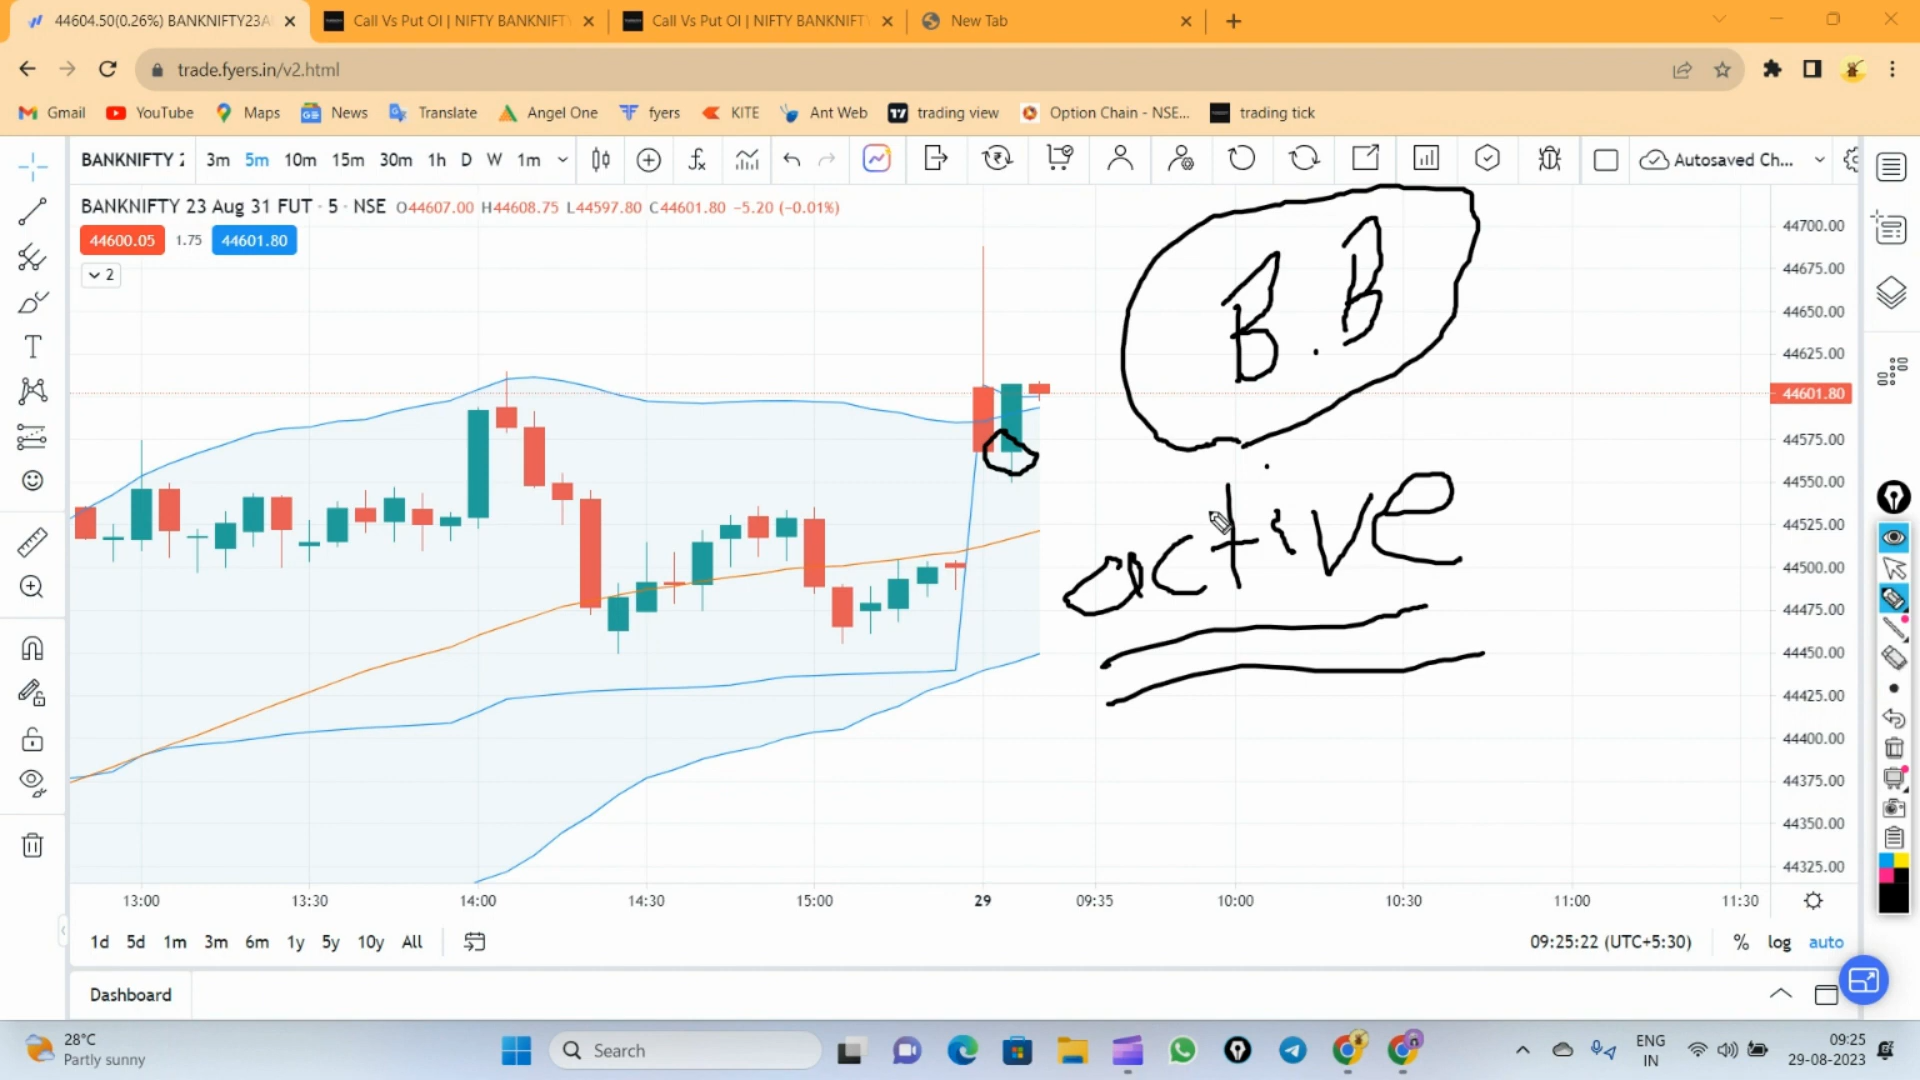 44604.50(0.26%) BANKNIFTY23A
Call Vs Put OI | NIFTY BANKNIFT
Call Vs Put OI | NIFTY BANKNIFT
New Tab
trade.fyers.in/v2.html
Gmail YouTube Maps News Translate Angel One fyers KITE Ant Web trading view Option Chain - NSE... trading tick
BANKNIFTY 2 3m 5m 10m 15m 30m 1h D W 1m Autosaved Ch...
BANKNIFTY 23 Aug 31 FUT · 5 · NSE O44607.00 H44608.75 L44597.80 C44601.80 −5.20 (−0.01%)
44600.05 1.75 44601.80
2
B.B
active
44700.00
44675.00
44650.00
44625.00
44601.80
44575.00
44550.00
44525.00
44500.00
44475.00
44450.00
44425.00
44400.00
44375.00
44350.00
44325.00
13:00 13:30 14:00 14:30 15:00 29 09:35 10:00 10:30 11:00 11:30
1d 5d 1m 3m 6m 1y 5y 10y All 09:25:22 (UTC+5:30) % log auto
Dashboard
28°C
Partly sunny
Search
ENG
IN
09:25
29-08-2023